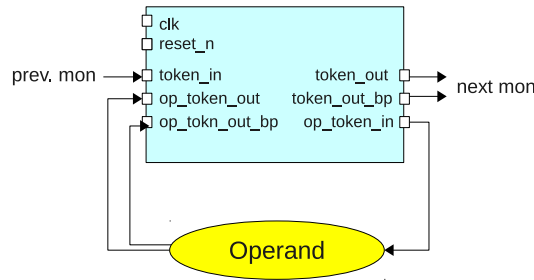 clk
reset_n
prev. mon
token_in
token_out
next mon
op_token_out
token_out_bp
op_tokn_out_bp
op_token_in
Operand